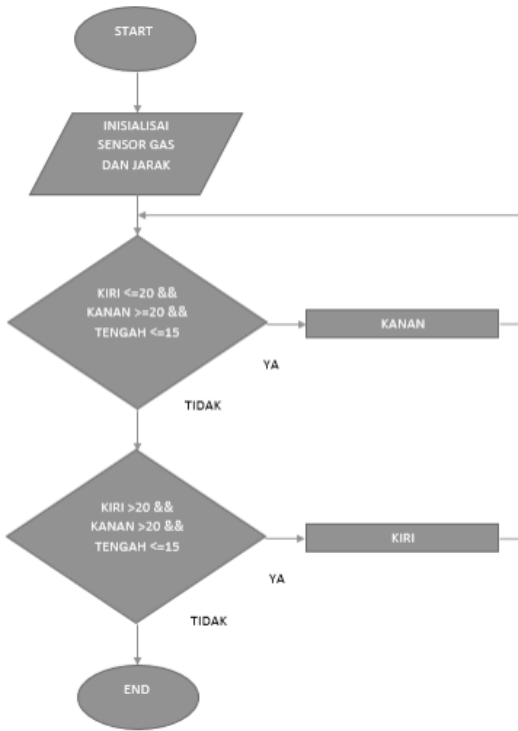 START
INISIALISAI
SENSOR GAS
DAN JARAK
KIRI <=20 &&
KANAN >=20 &&
TENGAH <=15
KANAN
YA
TIDAK
KIRI >20 &&
KANAN >20 &&
TENGAH <=15
KIRI
YA
TIDAK
END